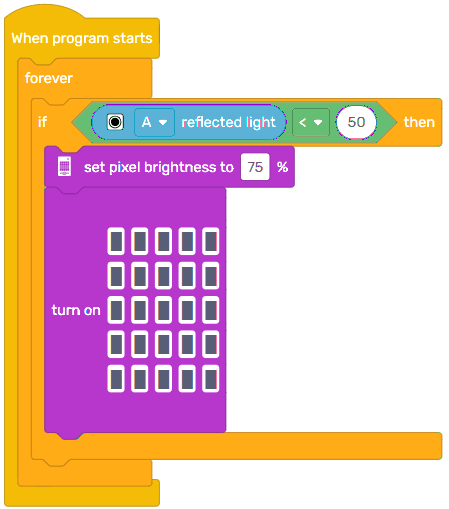 When program starts
forever
if A reflected light < 50 then
set pixel brightness to 75 %
turn on